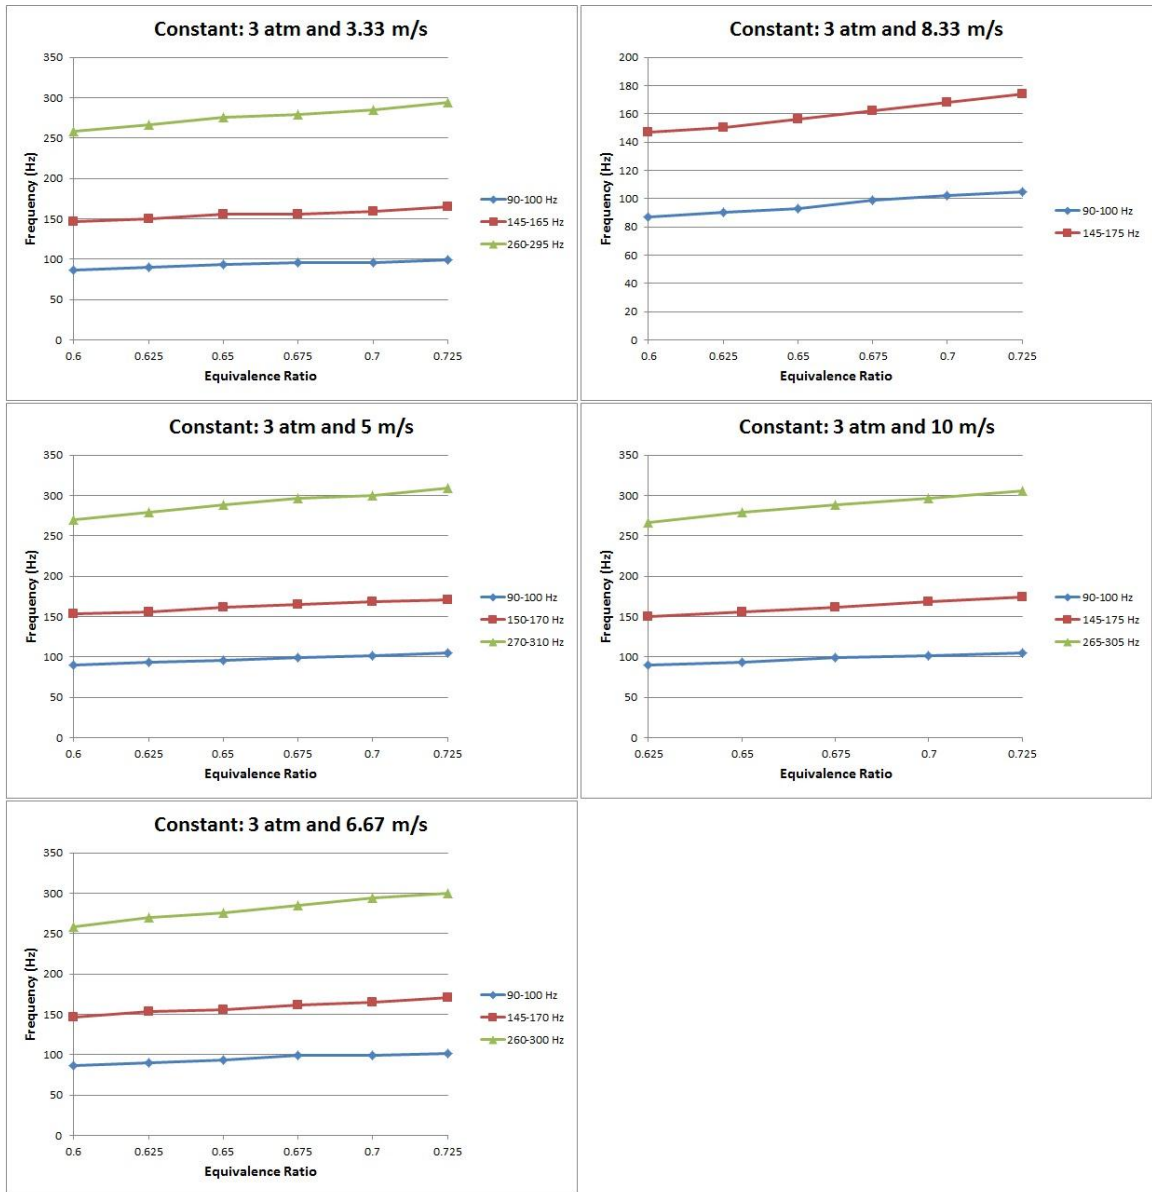 Constant: 3 atm and 3.33 m/s
350
300
250
200
150
100
50
0
Frequency (Hz)
0.6 0.625 0.65 0.675 0.7 0.725
Equivalence Ratio
90-100 Hz
145-165 Hz
260-295 Hz
Constant: 3 atm and 8.33 m/s
200
180
160
140
120
100
80
60
40
20
0
Frequency (Hz)
0.6 0.625 0.65 0.675 0.7 0.725
Equivalence Ratio
90-100 Hz
145-175 Hz
Constant: 3 atm and 5 m/s
350
300
250
200
150
100
50
0
Frequency (Hz)
0.6 0.625 0.65 0.675 0.7 0.725
Equivalence Ratio
90-100 Hz
150-170 Hz
270-310 Hz
Constant: 3 atm and 10 m/s
350
300
250
200
150
100
50
0
Frequency (Hz)
0.625 0.65 0.675 0.7 0.725
Equivalence Ratio
90-100 Hz
145-175 Hz
265-305 Hz
Constant: 3 atm and 6.67 m/s
350
300
250
200
150
100
50
0
Frequency (Hz)
0.6 0.625 0.65 0.675 0.7 0.725
Equivalence Ratio
90-100 Hz
145-170 Hz
260-300 Hz